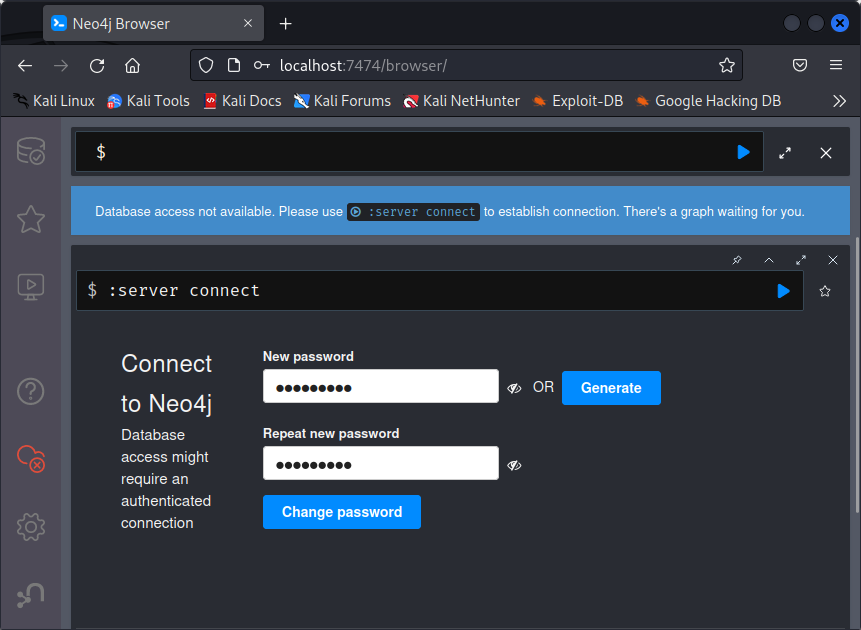 Neo4j Browser
localhost:7474/browser/
Kali Linux Kali Tools Kali Docs Kali Forums Kali NetHunter Exploit-DB Google Hacking DB
$
Database access not available. Please use :server connect to establish connection. There's a graph waiting for you.
$ :server connect
Connect
to Neo4j
Database
access might
require an
authenticated
connection
New password
OR Generate
Repeat new password
Change password